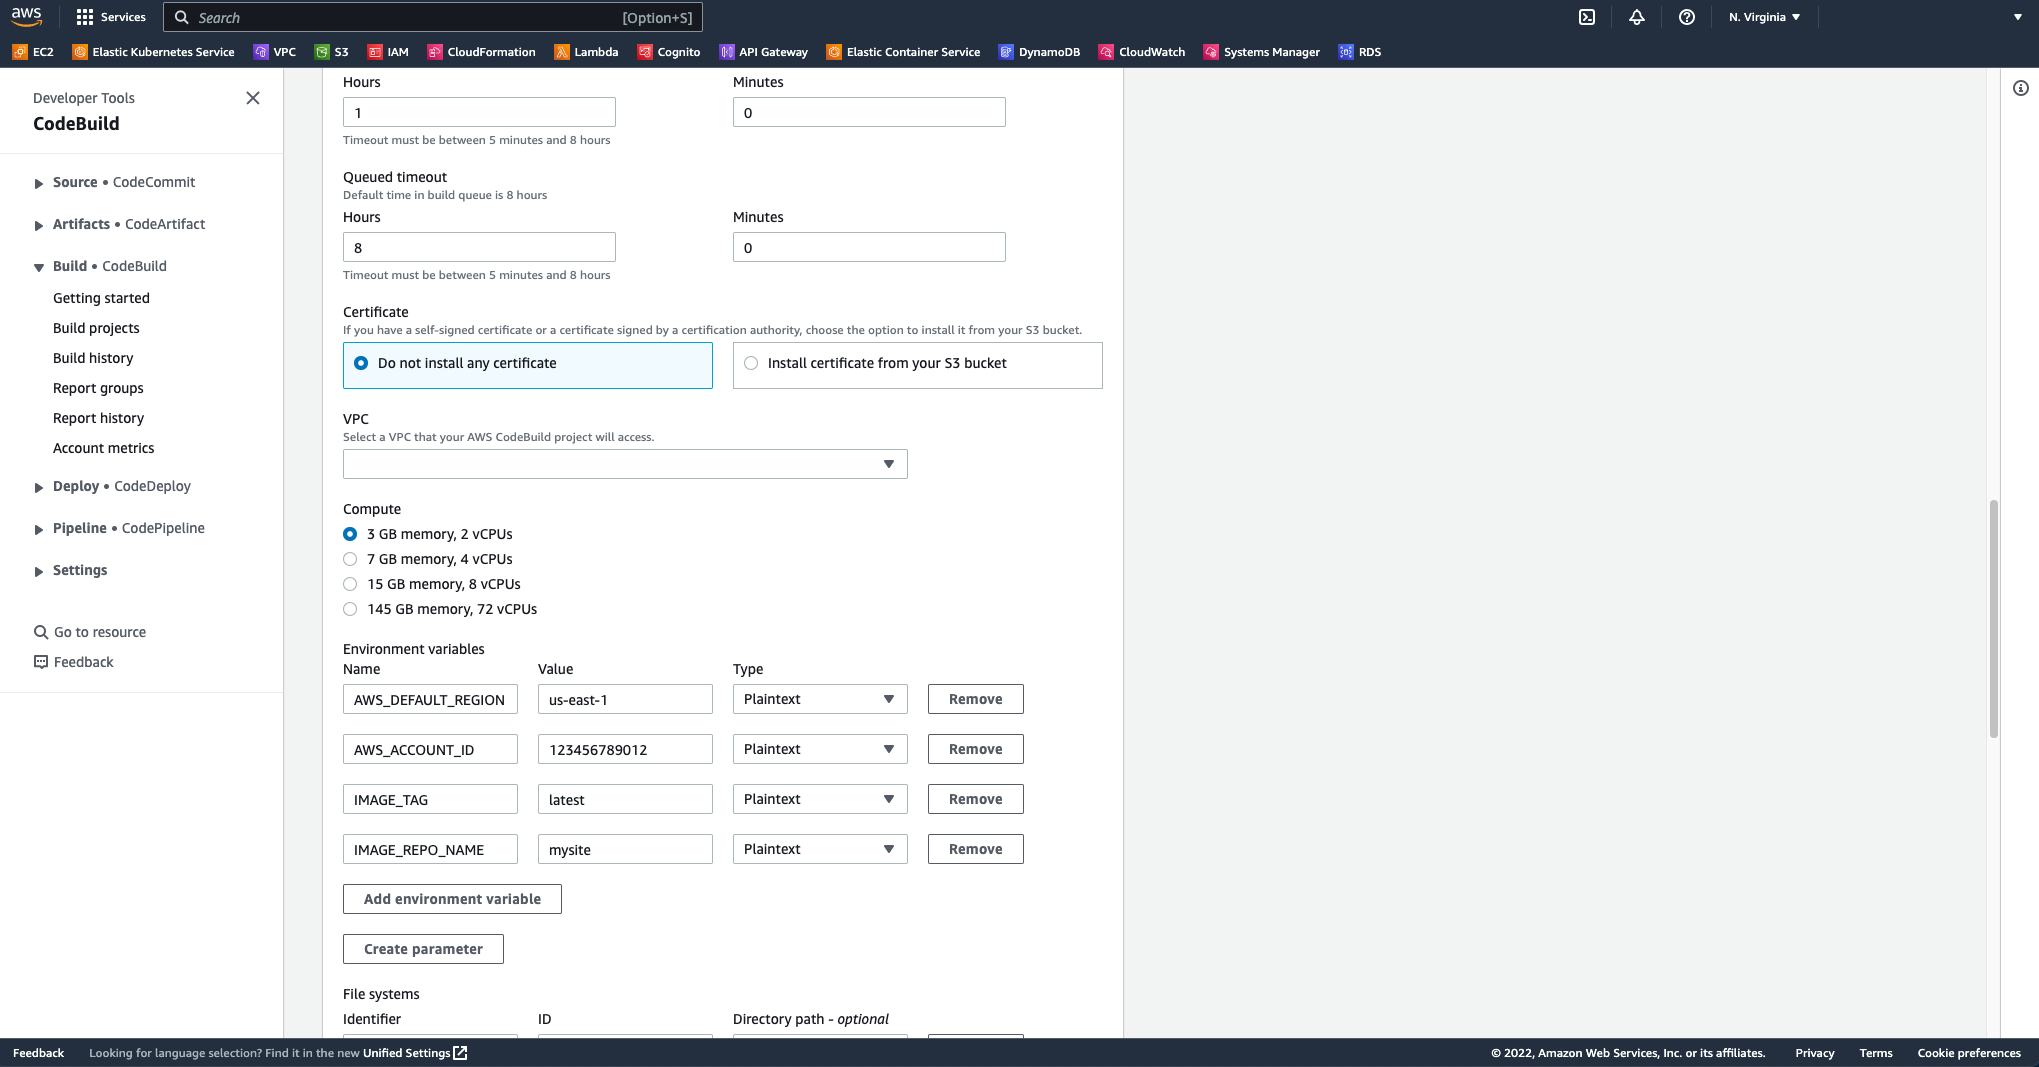 aws
Services
Search
[Option+S]
N. Virginia
EC2
Elastic Kubernetes Service
VPC
S3
IAM
CloudFormation
Lambda
Cognito
API Gateway
Elastic Container Service
DynamoDB
CloudWatch
Systems Manager
RDS
Developer Tools
CodeBuild
Source • CodeCommit
Artifacts • CodeArtifact
Build • CodeBuild
Getting started
Build projects
Build history
Report groups
Report history
Account metrics
Deploy • CodeDeploy
Pipeline • CodePipeline
Settings
Go to resource
Feedback
Hours
Minutes
1
0
Timeout must be between 5 minutes and 8 hours
Queued timeout
Default time in build queue is 8 hours
Hours
Minutes
8
0
Timeout must be between 5 minutes and 8 hours
Certificate
If you have a self-signed certificate or a certificate signed by a certification authority, choose the option to install it from your S3 bucket.
Do not install any certificate
Install certificate from your S3 bucket
VPC
Select a VPC that your AWS CodeBuild project will access.
Compute
3 GB memory, 2 vCPUs
7 GB memory, 4 vCPUs
15 GB memory, 8 vCPUs
145 GB memory, 72 vCPUs
Environment variables
Name
Value
Type
AWS_DEFAULT_REGION
us-east-1
Plaintext
Remove
AWS_ACCOUNT_ID
123456789012
Plaintext
Remove
IMAGE_TAG
latest
Plaintext
Remove
IMAGE_REPO_NAME
mysite
Plaintext
Remove
Add environment variable
Create parameter
File systems
Identifier
ID
Directory path - optional
Feedback
Looking for language selection? Find it in the new Unified Settings
© 2022, Amazon Web Services, Inc. or its affiliates.
Privacy
Terms
Cookie preferences